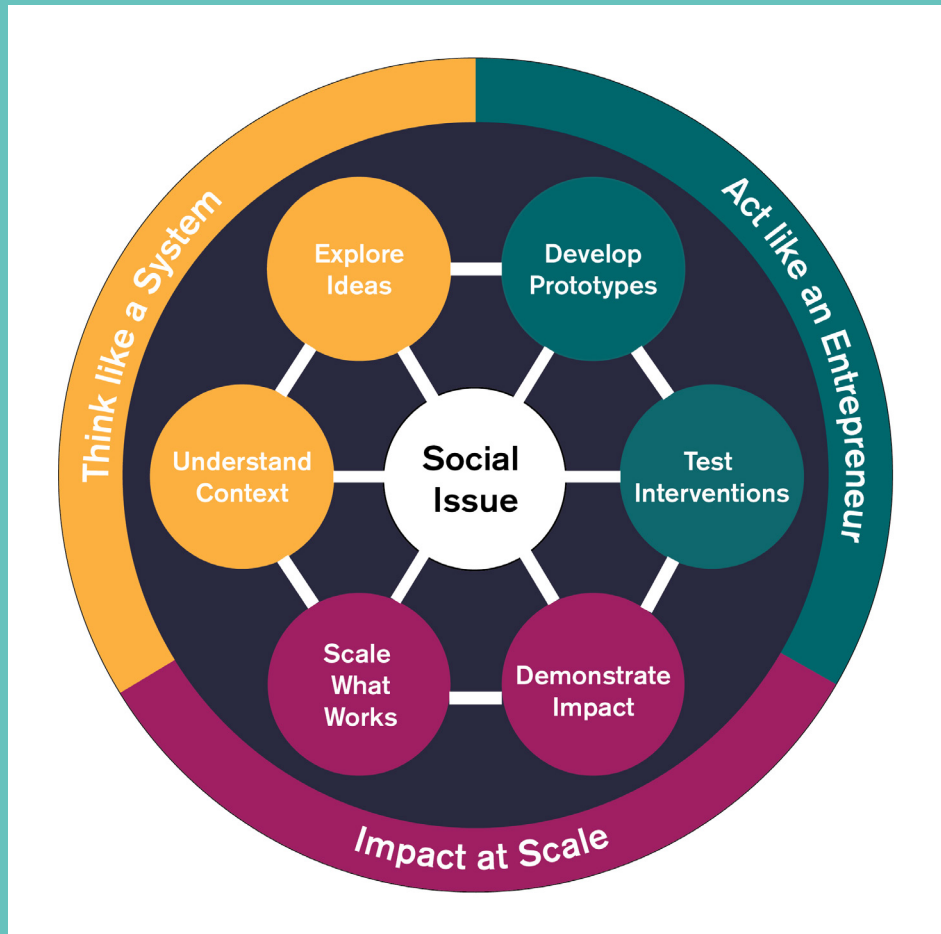 Think like a System
Act like an Entrepreneur
Explore
Ideas
Develop
Prototypes
Understand
Context
Social
Issue
Test
Interventions
Scale
What
Works
Demonstrate
Impact
Impact at Scale